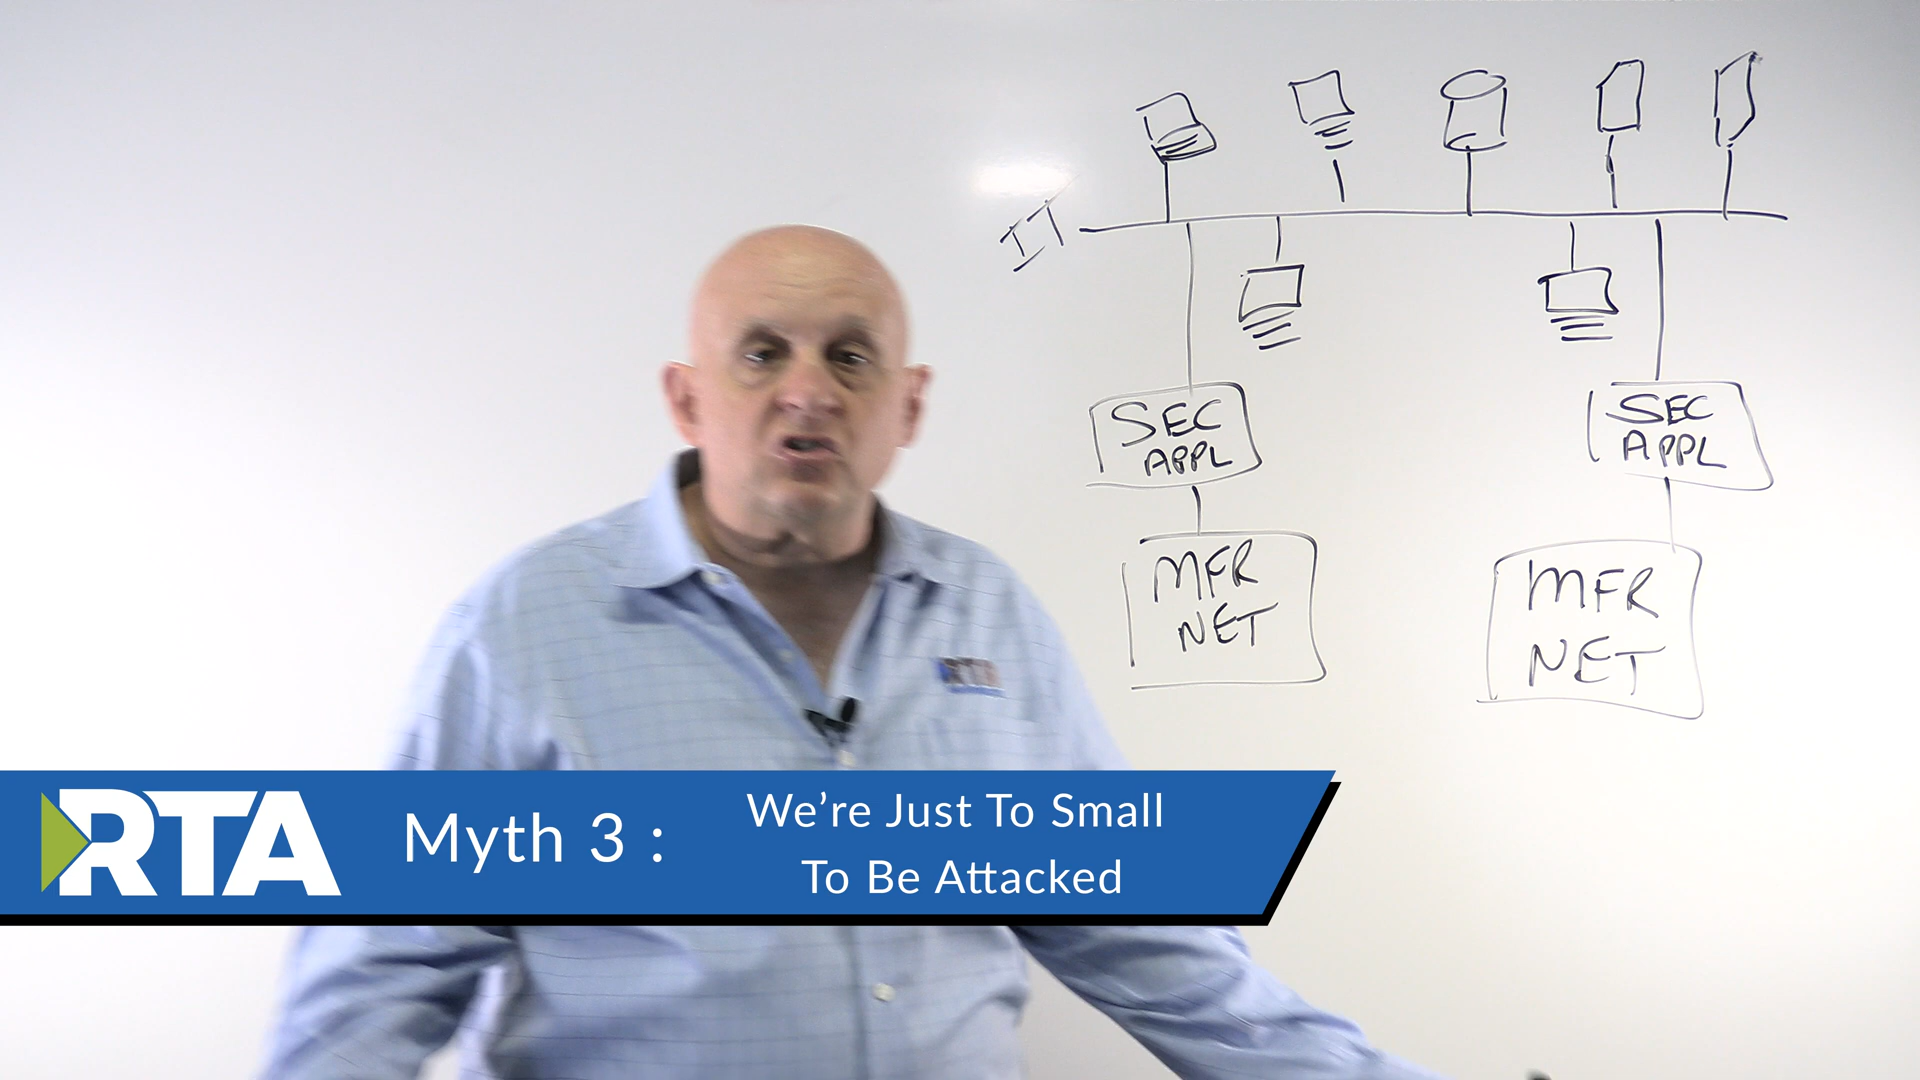 IT
SEC
APPL
SEC
APPL
MFR
NET
MFR
NET
RTA
RTA
Myth 3 :
We're Just To Small
To Be Attacked